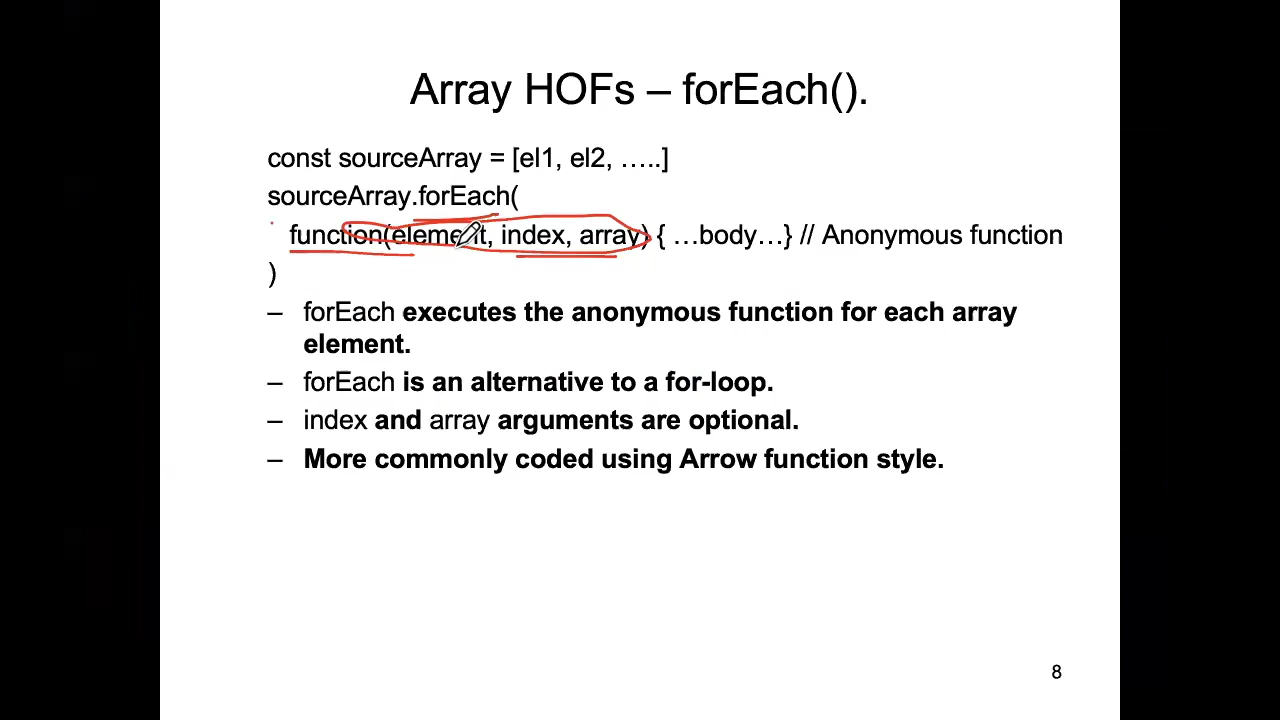 Array HOFs – forEach().
const sourceArray = [el1, el2, …..]
sourceArray.forEach(
function(element, index, array) { …body…} // Anonymous function
)
– forEach executes the anonymous function for each array
element.
– forEach is an alternative to a for-loop.
– index and array arguments are optional.
– More commonly coded using Arrow function style.
8